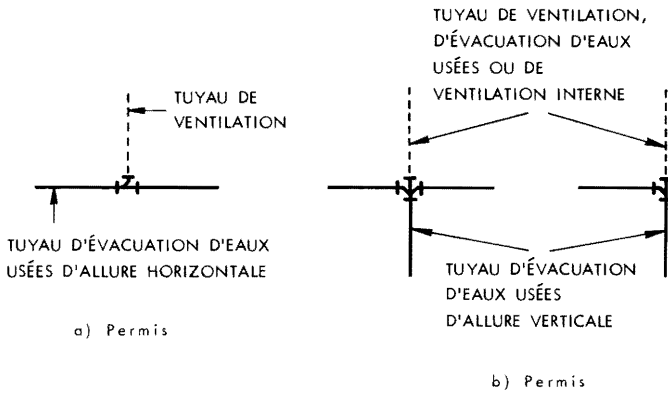 TUYAU DE
VENTILATION
TUYAU D'ÉVACUATION D'EAUX
USÉES D'ALLURE HORIZONTALE
a) Permis
TUYAU DE VENTILATION,
D'ÉVACUATION D'EAUX
USÉES OU DE
VENTILATION INTERNE
TUYAU D'ÉVACUATION
D'EAUX USÉES
D'ALLURE VERTICALE
b) Permis